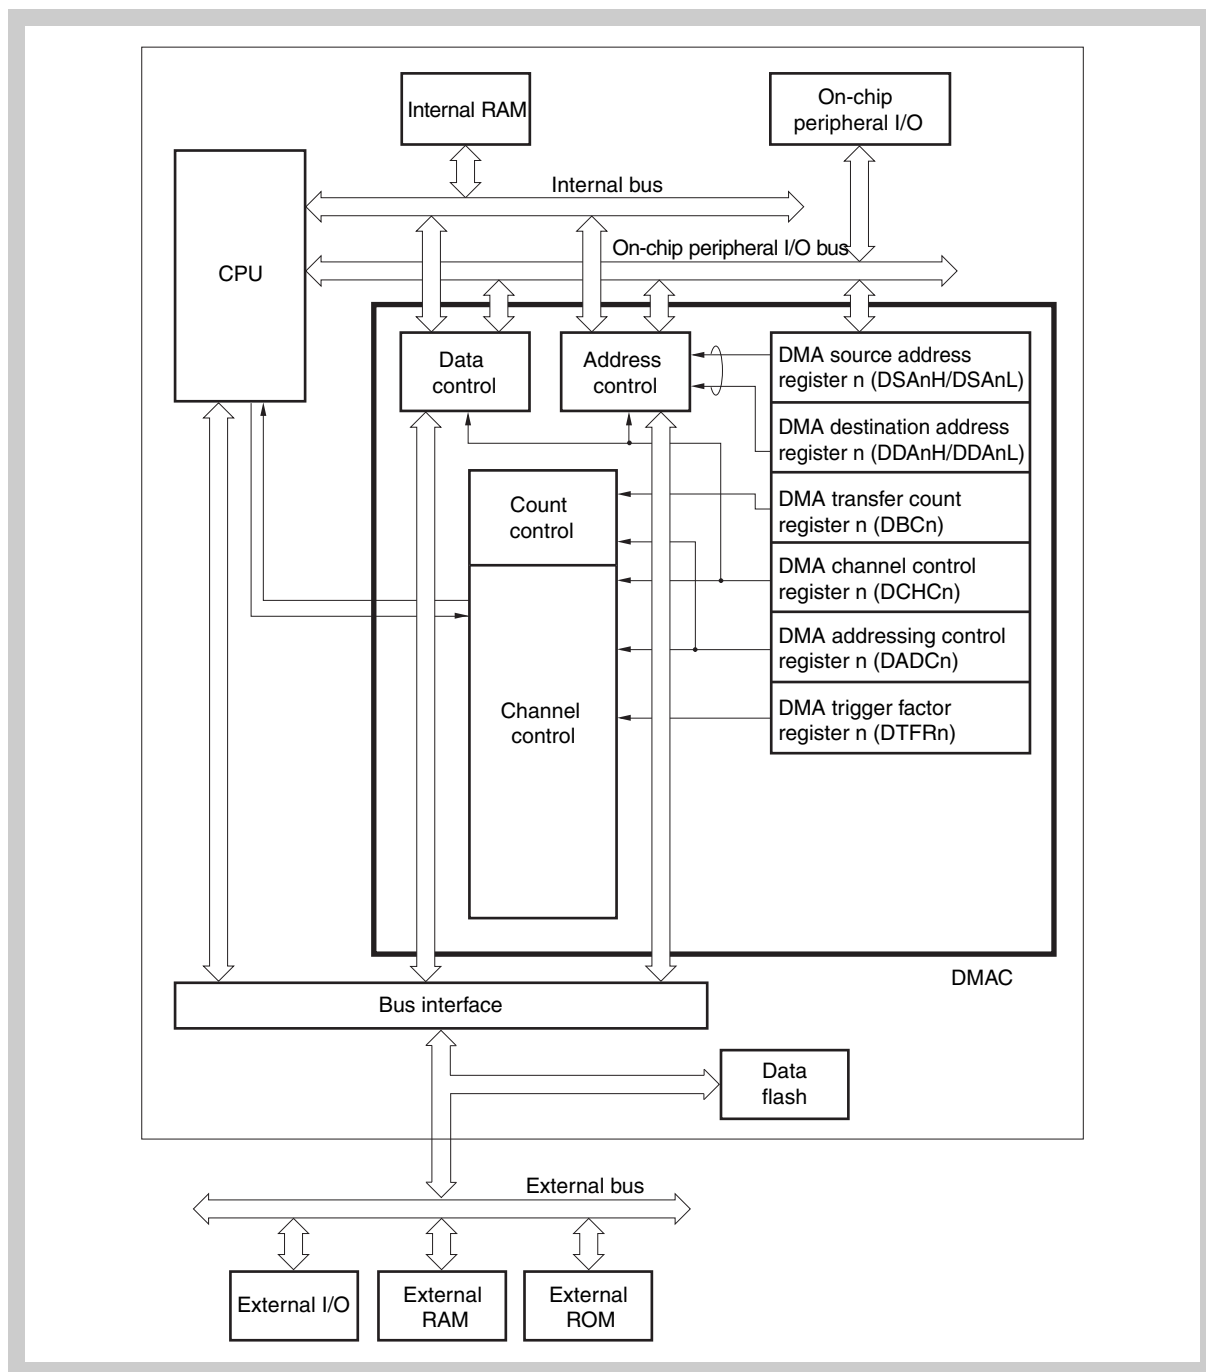 Internal RAM
On-chip
peripheral I/O
Internal bus
On-chip peripheral I/O bus
CPU
Data
control
Address
control
DMA source address
register n (DSAnH/DSAnL)
DMA destination address
register n (DDAnH/DDAnL)
Count
control
DMA transfer count
register n (DBCn)
DMA channel control
register n (DCHCn)
DMA addressing control
register n (DADCn)
Channel
control
DMA trigger factor
register n (DTFRn)
DMAC
Bus interface
Data
flash
External bus
External I/O
External
RAM
External
ROM